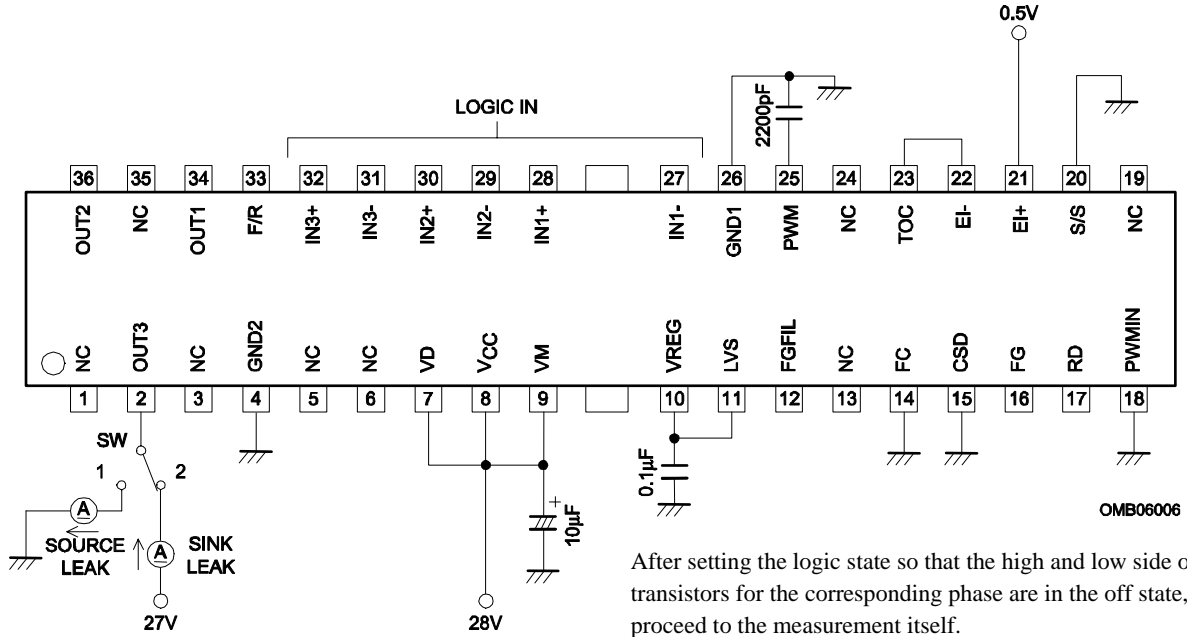 0.5V
2200pF
LOGIC IN
36 35 34 33 32 31 30 29 28 27 26 25 24 23 22 21 20 19
OUT2 NC OUT1 F/R IN3+ IN3- IN2+ IN2- IN1+ IN1- GND1 PWM NC TOC EI- EI+ S/S NC
NC OUT3 NC GND2 NC NC VD VCC VM VREG LVS FGFIL NC FC CSD FG RD PWMIN
1 2 3 4 5 6 7 8 9 10 11 12 13 14 15 16 17 18
SW
1 2
A
SOURCE
LEAK
A
SINK
LEAK
27V
+
10μF
28V
0.1μF
OMB06006
After setting the logic state so that the high and low side o
transistors for the corresponding phase are in the off state,
proceed to the measurement itself.